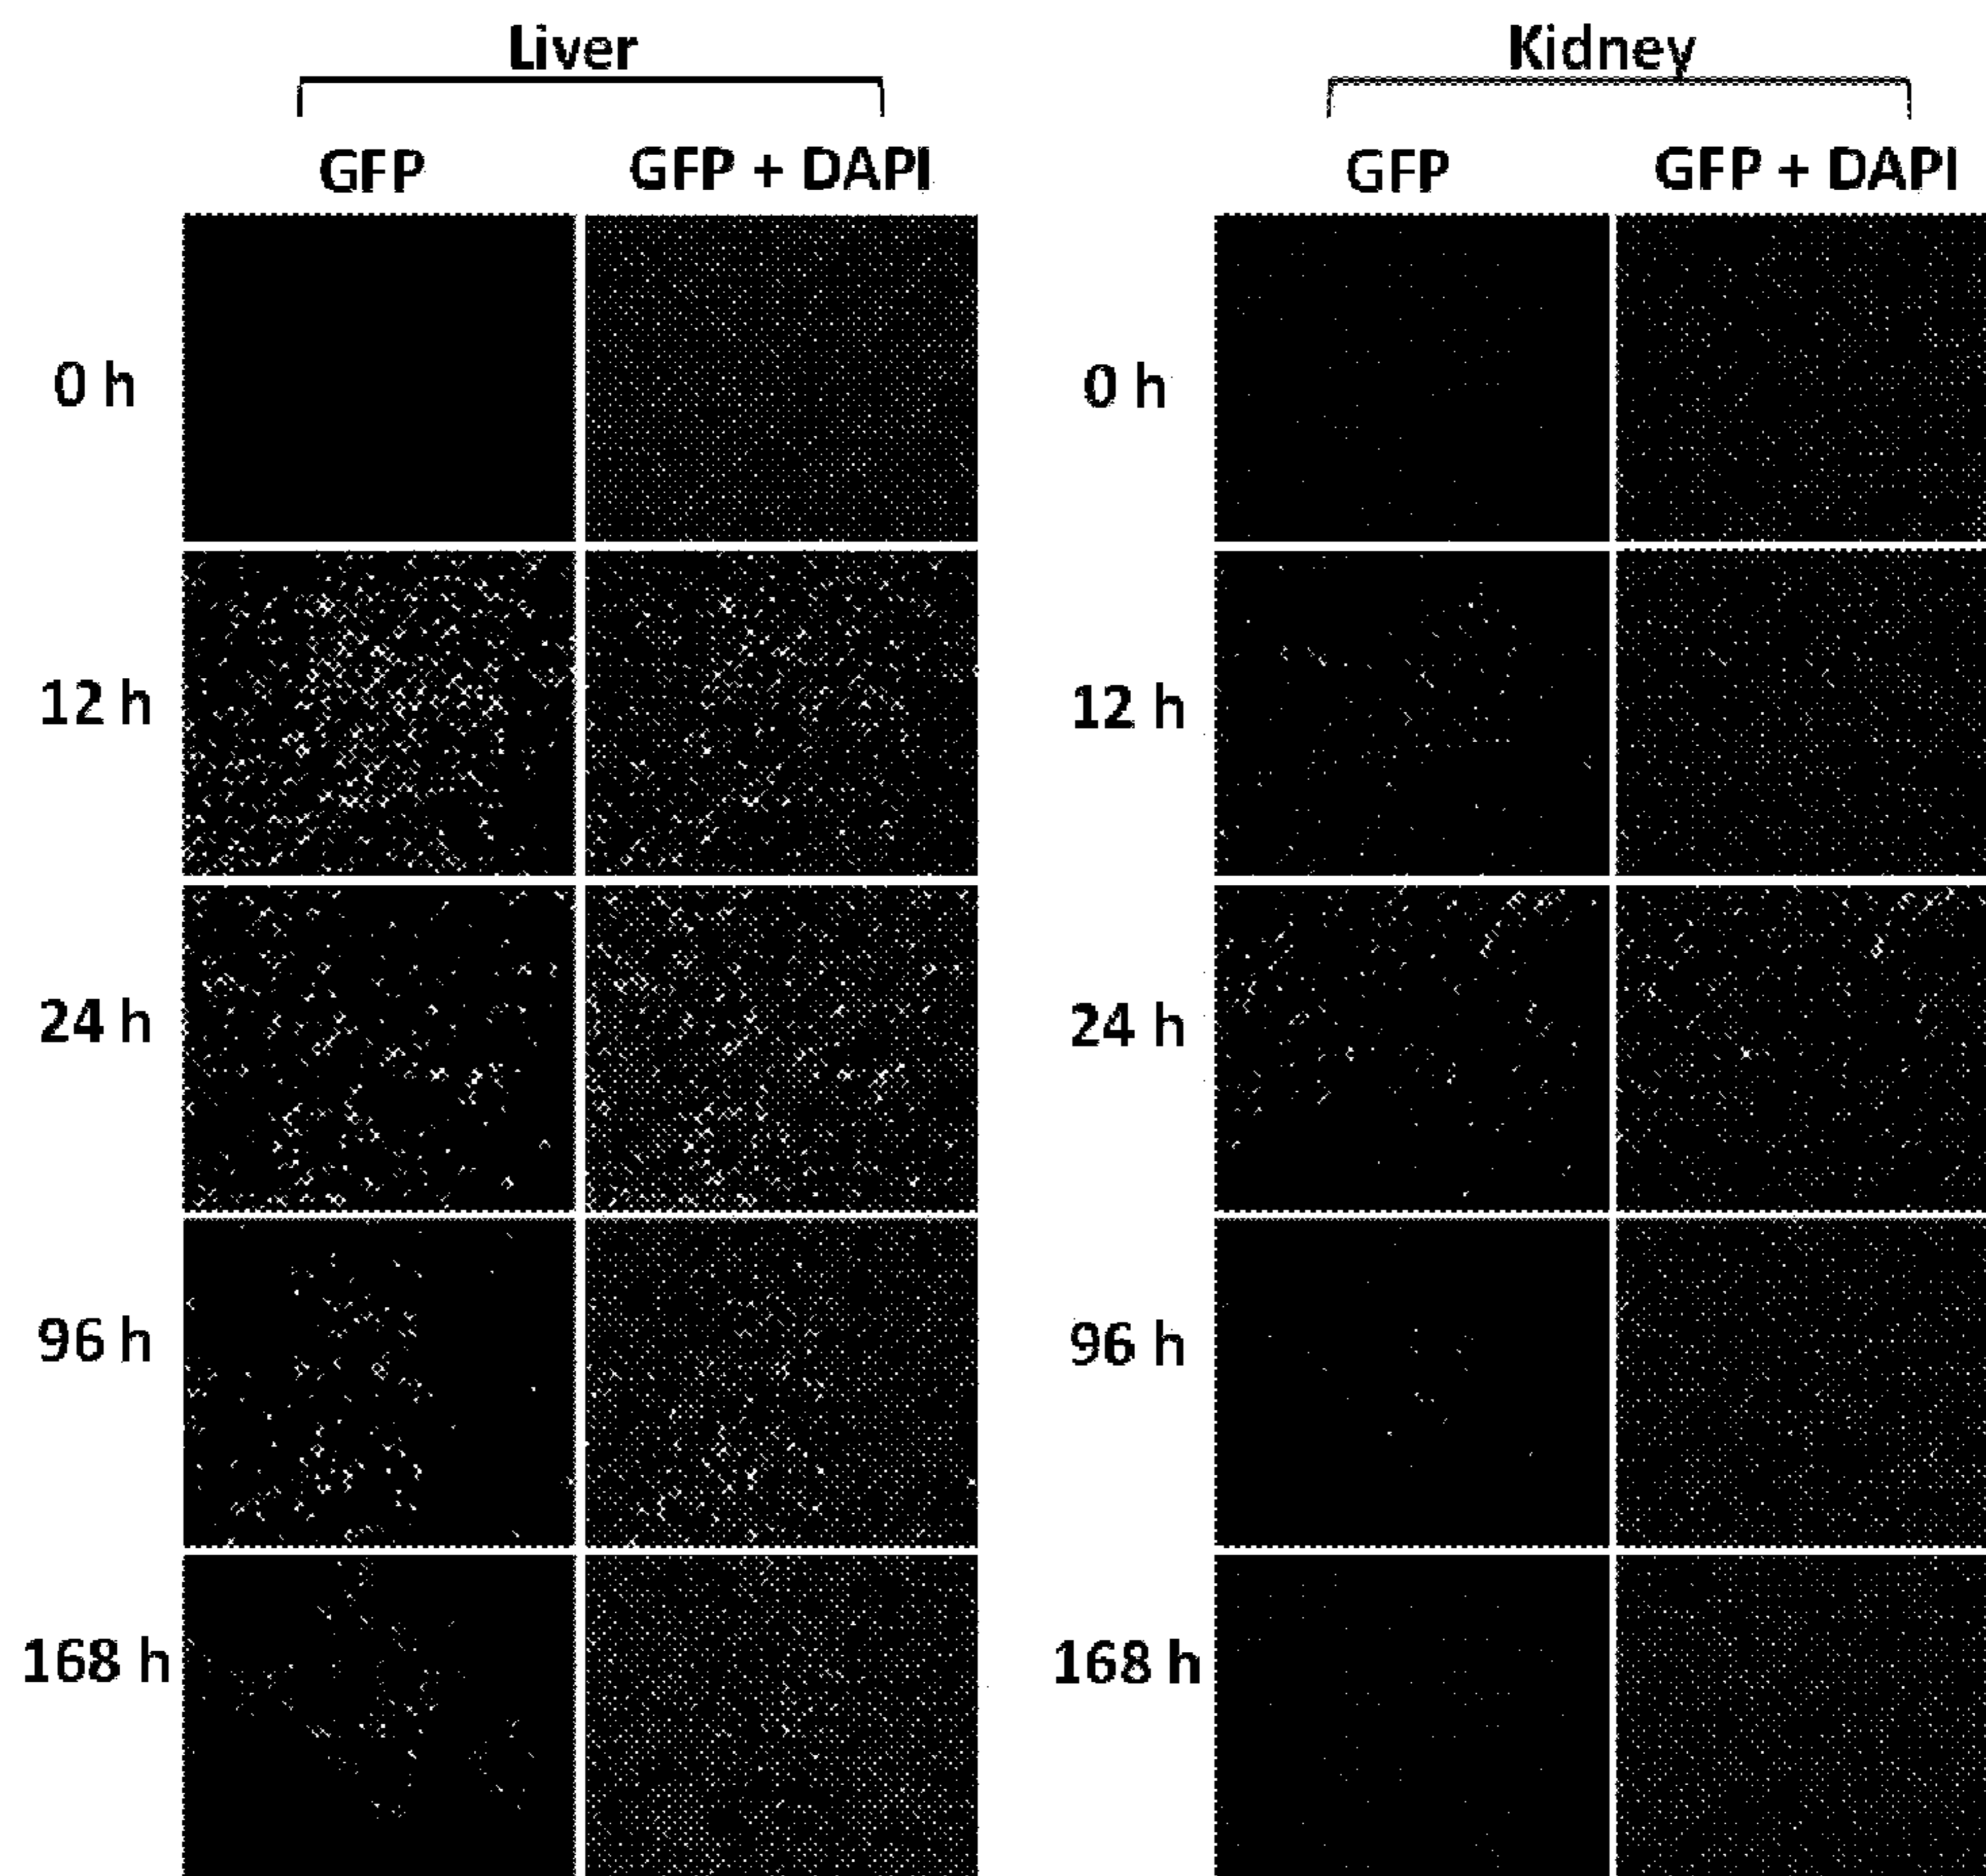 Liver Kidney
GFP GFP + DAPI GFP GFP + DAPI
0 h 0 h
12 h 12 h
24 h 24 h
96 h 96 h
168 h 168 h